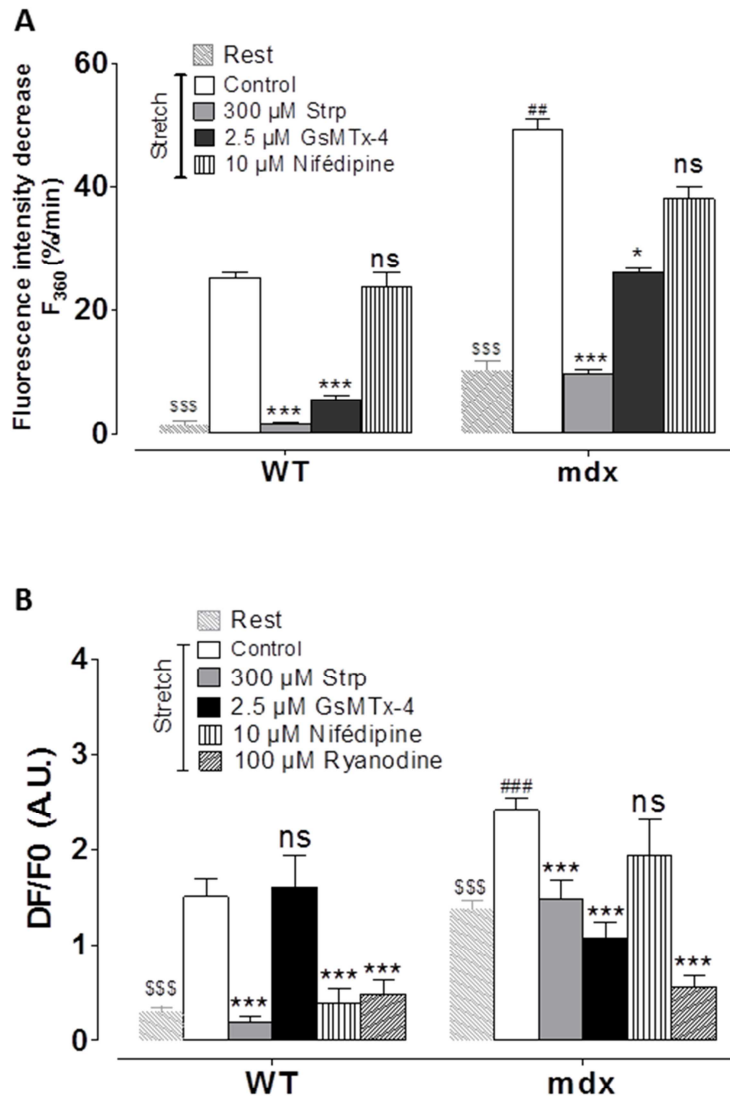 A
Fluorescence intensity decrease
F360 (%/min)
60
40
20
0
Stretch
Rest
Control
300 µM Strp
2.5 µM GsMTx-4
10 µM Nifédipine
$$$
***
***
ns
$$$
##
***
*
ns
WT
mdx
B
DF/F0 (A.U.)
4
3
2
1
0
Stretch
Rest
Control
300 µM Strp
2.5 µM GsMTx-4
10 µM Nifédipine
100 µM Ryanodine
$$$
***
ns
***
***
$$$
###
***
***
ns
***
WT
mdx